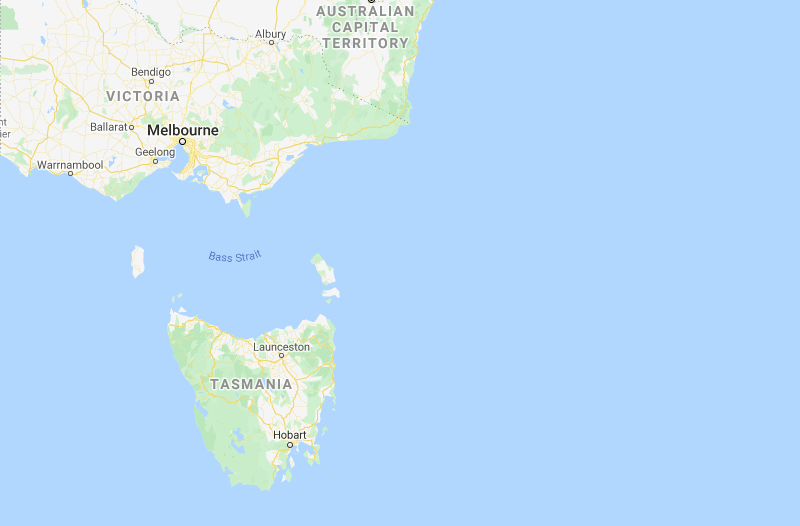 AUSTRALIAN
CAPITAL
TERRITORY
Albury
Bendigo
VICTORIA
Ballarat
Melbourne
Geelong
Warrnambool
Bass Strait
Launceston
TASMANIA
Hobart